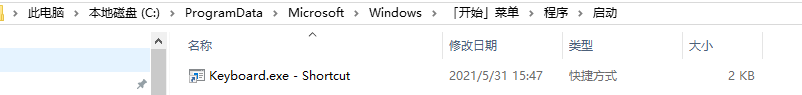 此电脑 > 本地磁盘 (C:) > ProgramData > Microsoft > Windows > 「开始」菜单 > 程序 > 启动
名称 修改日期 类型 大小
Keyboard.exe - Shortcut 2021/5/31 15:47 快捷方式 2 KB